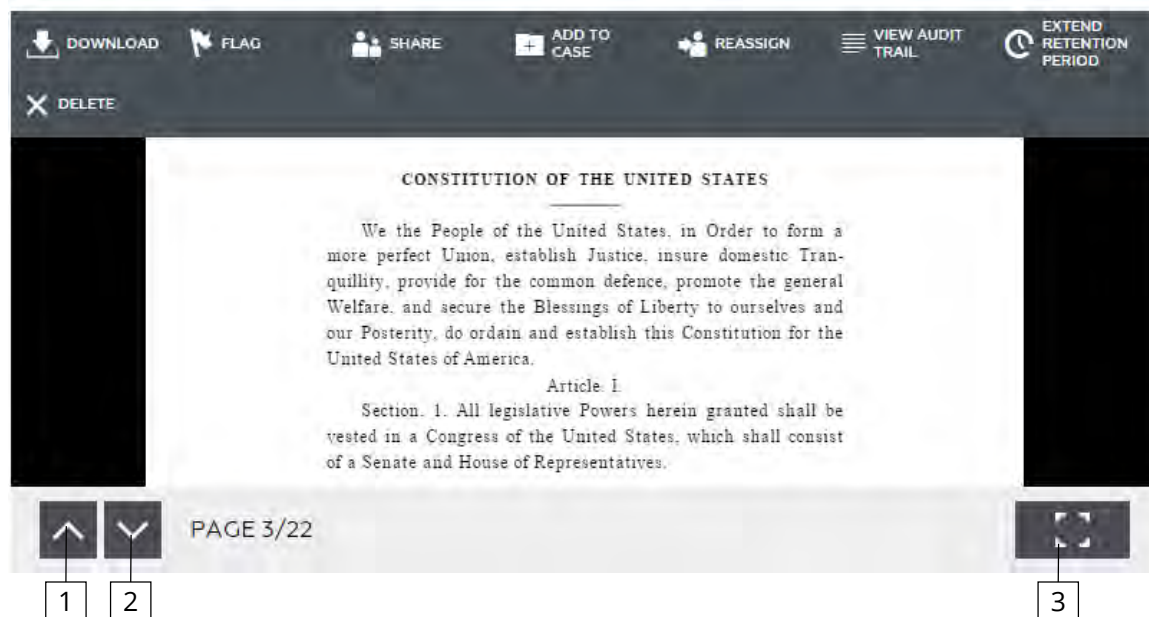 DOWNLOAD FLAG SHARE ADD TO CASE REASSIGN VIEW AUDIT TRAIL EXTEND RETENTION PERIOD
DELETE
CONSTITUTION OF THE UNITED STATES
We the People of the United States, in Order to form a
more perfect Union, establish Justice, insure domestic Tran-
quillity, provide for the common defence, promote the general
Welfare, and secure the Blessings of Liberty to ourselves and
our Posterity, do ordain and establish this Constitution for the
United States of America.
Article. I.
Section. 1. All legislative Powers herein granted shall be
vested in a Congress of the United States, which shall consist
of a Senate and House of Representatives.
PAGE 3/22
1 2 3